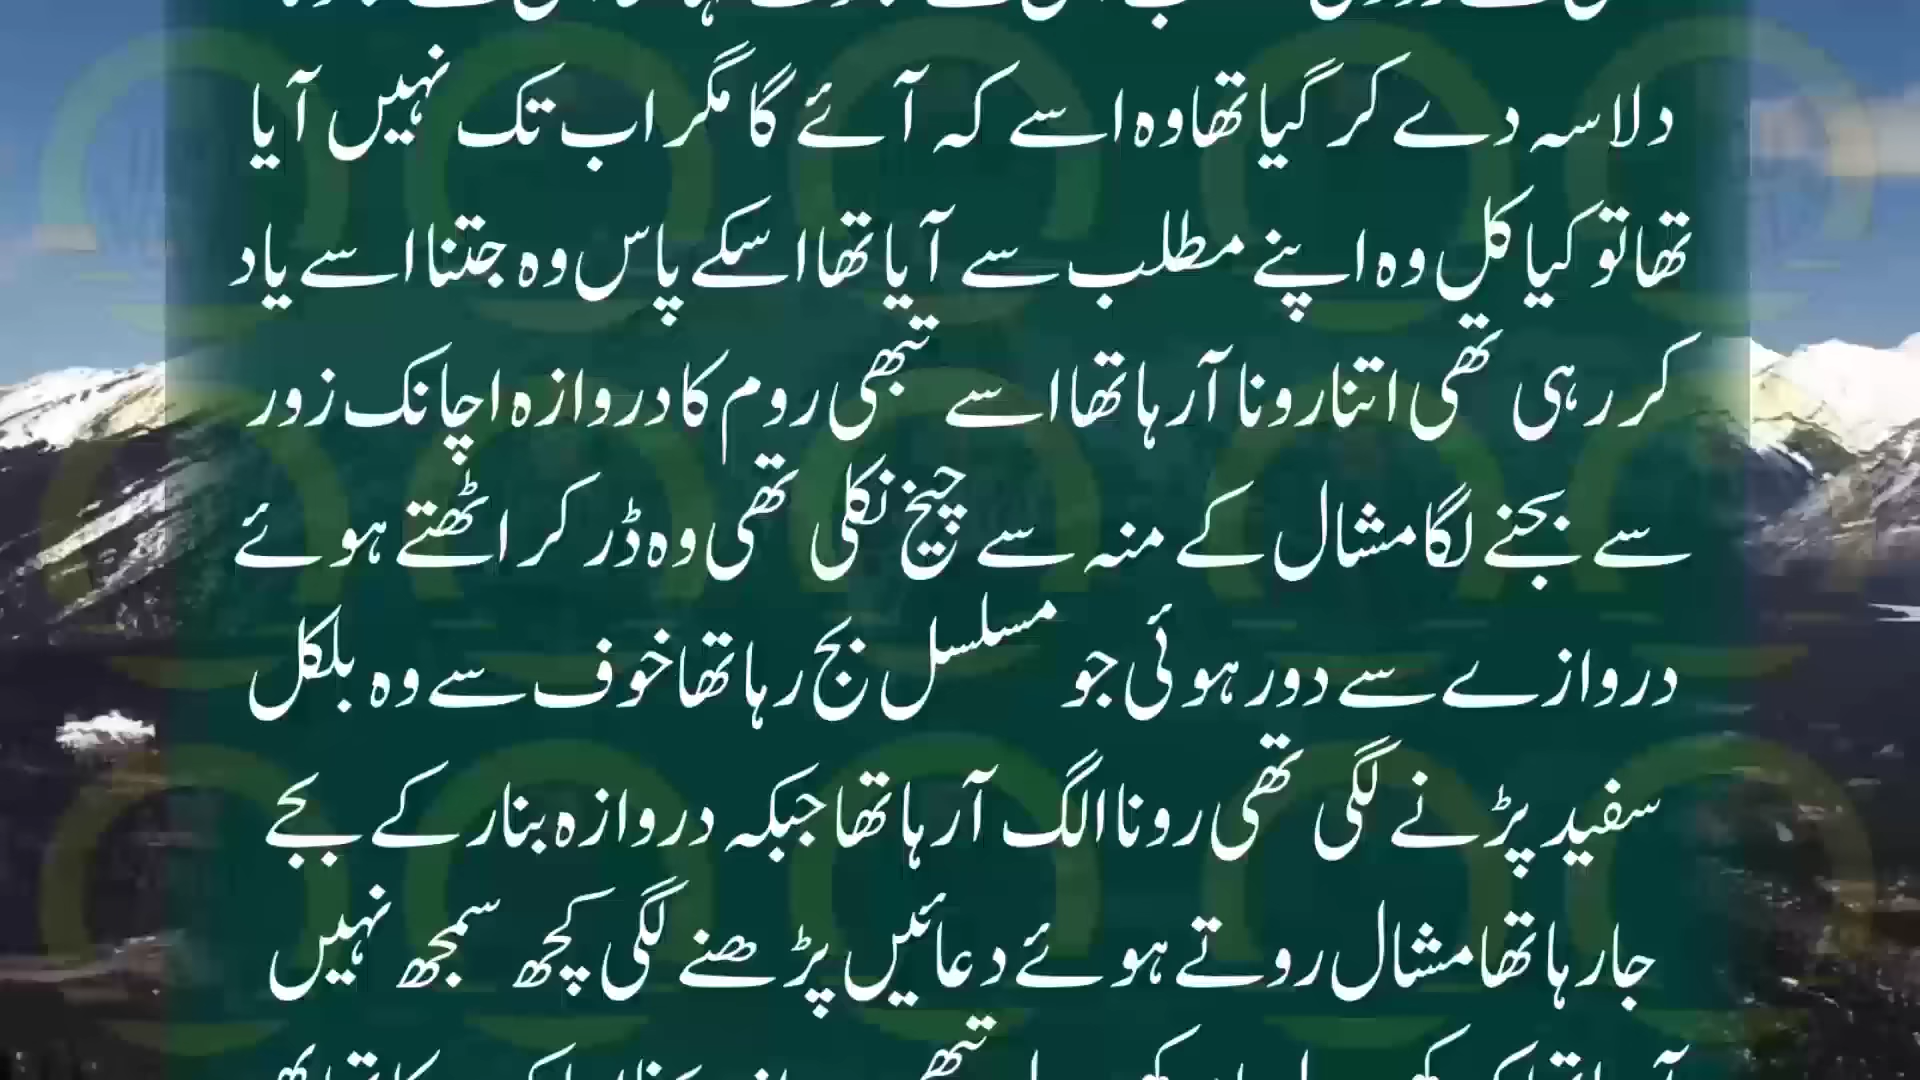 دلاسہ دے کر گیا تھا وہ اسے کہ آئے گا مگر اب تک نہیں آیا
تھا تو کیا کل وہ اپنے مطلب سے آیا تھا اسکے پاس وہ جتنا اسے یاد
کر رہی تھی اتنا رونا آرہا تھا اسے تبھی روم کا دروازہ اچانک زور
سے بجنے لگا مشال کے منہ سے چیخ نکلی تھی وہ ڈر کر اٹھتے ہوئے
دروازے سے دور ہوئی جو مسلسل بج رہا تھا خوف سے وہ بلکل
سفید پڑنے لگی تھی رونا الگ آرہا تھا جبکہ دروازہ بنا رکے بجے
جارہا تھا مشال روتے ہوئے دعائیں پڑھنے لگی کچھ سمجھ نہیں